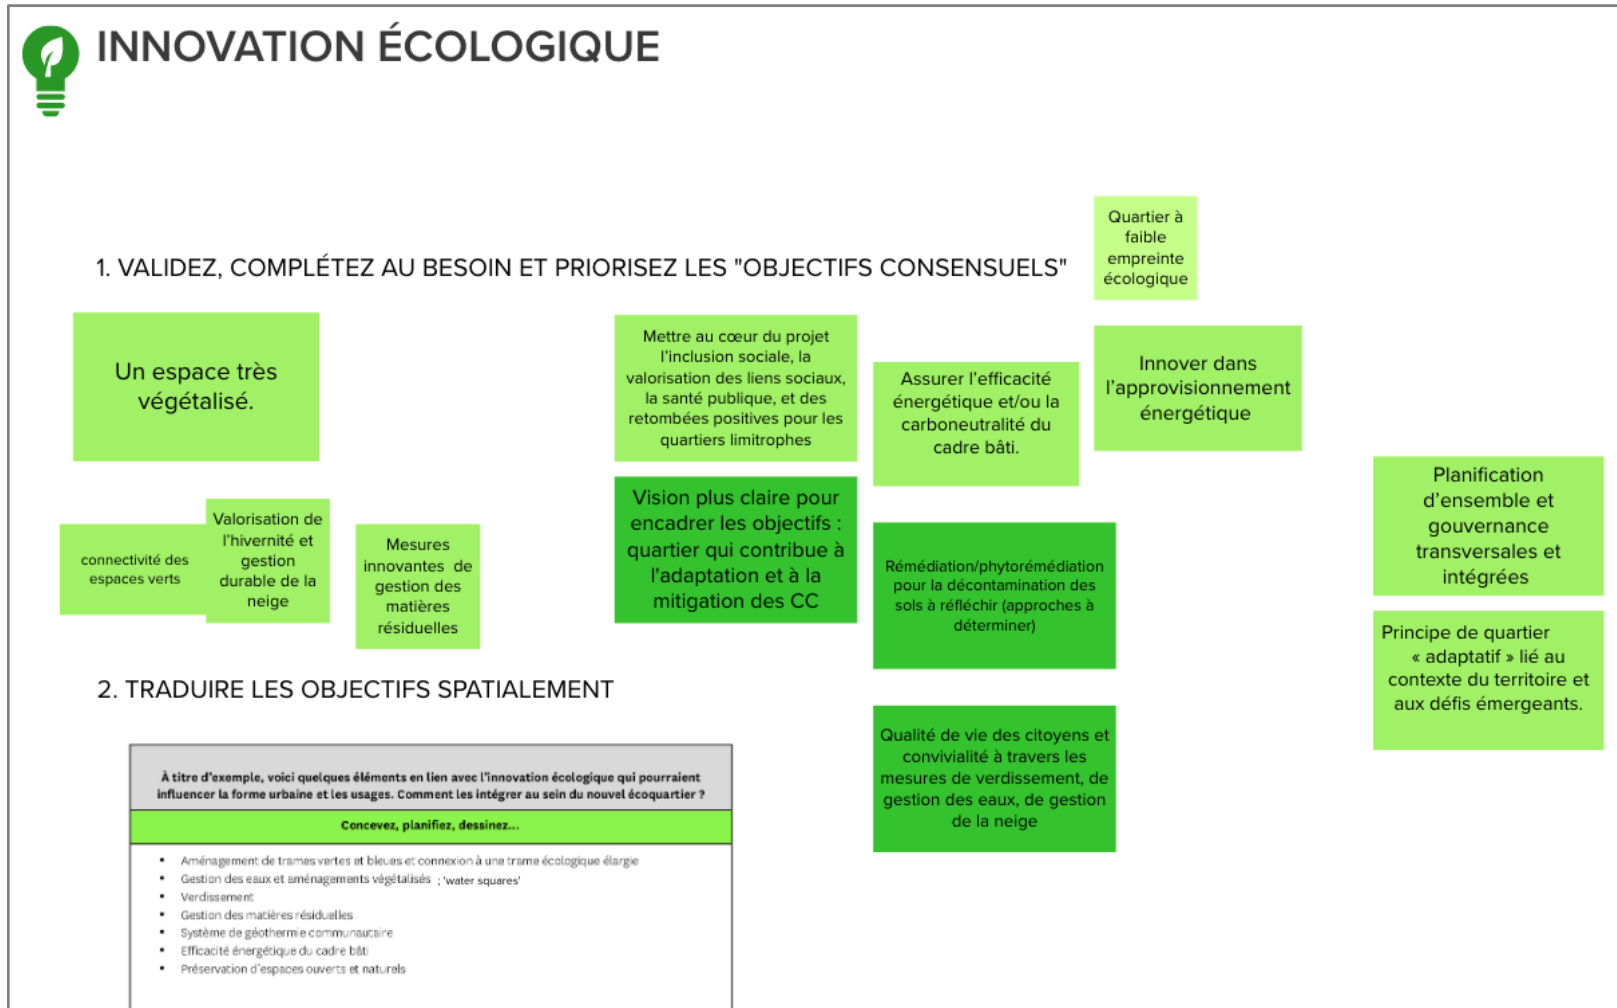 INNOVATION ÉCOLOGIQUE
1. VALIDEZ, COMPLÉTEZ AU BESOIN ET PRIORISEZ LES "OBJECTIFS CONSENSUELS"
Quartier à
faible
empreinte
écologique
Un espace très
végétalisé.
Mettre au cœur du projet
l'inclusion sociale, la
valorisation des liens sociaux,
la santé publique, et des
retombées positives pour les
quartiers limitrophes
Assurer l'efficacité
énergétique et/ou la
carboneutralité du
cadre bâti.
Innover dans
l'approvisionnement
énergétique
connectivité des
espaces verts
Valorisation de
l'hivernité et
gestion
durable de la
neige
Mesures
innovantes de
gestion des
matières
résiduelles
Vision plus claire pour
encadrer les objectifs :
quartier qui contribue à
l'adaptation et à la
mitigation des CC
Rémédiation/phytorémédiation
pour la décontamination des
sols à réfléchir (approches à
déterminer)
Planification
d'ensemble et
gouvernance
transversales et
intégrées
Principe de quartier
« adaptatif » lié au
contexte du territoire et
aux défis émergeants.
Qualité de vie des citoyens et
convivialité à travers les
mesures de verdissement, de
gestion des eaux, de gestion
de la neige
2. TRADUIRE LES OBJECTIFS SPATIALEMENT
À titre d'exemple, voici quelques éléments en lien avec l'innovation écologique qui pourraient
influencer la forme urbaine et les usages. Comment les intégrer au sein du nouvel écoquartier ?
Concevez, planifiez, dessinez...
• Aménagement de trames vertes et bleues et connexion à une trame écologique élargie
• Gestion des eaux et aménagements végétalisés ; 'water squares'
• Verdissement
• Gestion des matières résiduelles
• Système de géothermie communautaire
• Efficacité énergétique du cadre bâti
• Préservation d'espaces ouverts et naturels